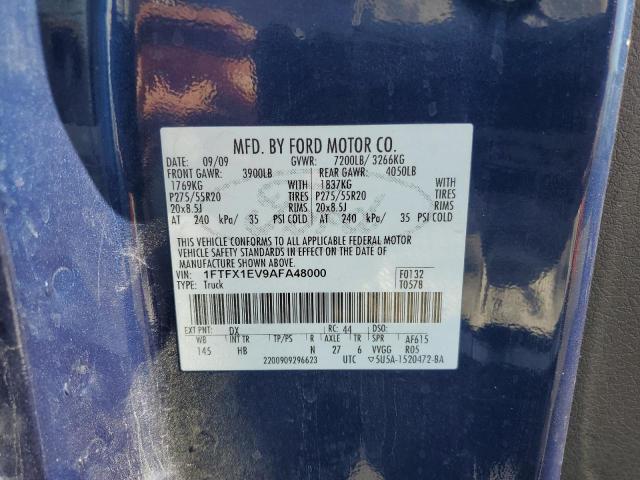 MFD. BY FORD MOTOR CO.
DATE: 09/09 GVWR: 7200LB/ 3266KG
FRONT GAWR: 3900LB REAR GAWR: 4050LB
1769KG WITH 1837KG WITH
P275/55R20 TIRES P275/55R20 TIRES
20x8.5J RIMS 20x8.5J RIMS
AT 240 kPa/ 35 PSI COLD AT 240 kPa/ 35 PSI COLD
THIS VEHICLE CONFORMS TO ALL APPLICABLE FEDERAL MOTOR
VEHICLE SAFETY STANDARDS IN EFFECT ON THE DATE OF
MANUFACTURE SHOWN ABOVE.
VIN: 1FTFX1EV9AFA48000 F0132
TYPE: Truck T0578
EXT PNT: DX RC: 44 DSO:
WB INT TR TP/PS R AXLE TR SPR AF615
145 HB N 27 6 VVGG R05
2200909296623 UTC ▽5U5A-1520472-BA